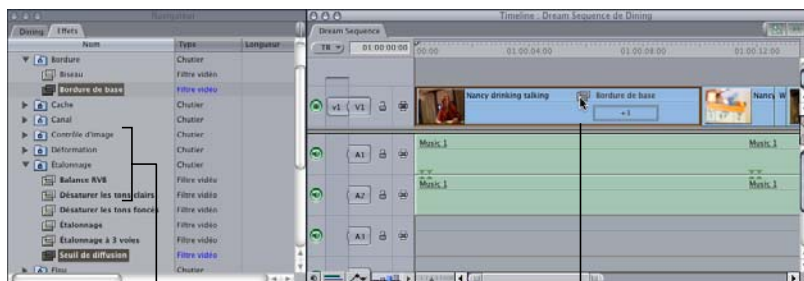 Navigateur
Dining
Effets
Nom
Type
Longueur
Bordure
Chutier
Biseau
Filtre vidéo
Bordure de base
Filtre vidéo
Cache
Chutier
Canal
Chutier
Contrôle d'image
Chutier
Déformation
Chutier
Étalonnage
Chutier
Balance RVB
Filtre vidéo
Désaturer les tons clairs
Filtre vidéo
Désaturer les tons foncés
Filtre vidéo
Étalonnage
Filtre vidéo
Étalonnage à 3 voies
Filtre vidéo
Seuil de diffusion
Filtre vidéo
Flou
Chutier
Timeline : Dream Sequence de Dining
Dream Sequence
TR
01:00:00:00
00:00
01:00:04:00
01:00:08:00
01:00:12:00
v1
V1
Nancy drinking talking
Bordure de base
+1
Nancy
W
A1
Music 1
Music 1
A2
Music 1
Music 1
A3